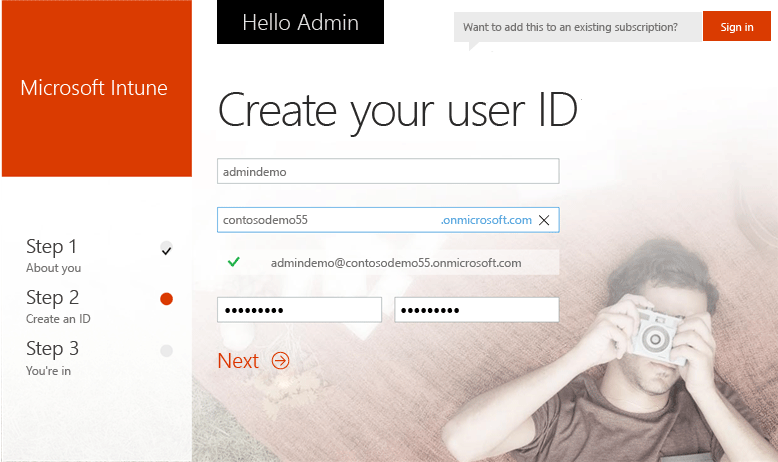 Hello Admin
Want to add this to an existing subscription?
Sign in
Microsoft Intune
Create your user ID
admindemo
contosodemo55
.onmicrosoft.com
admindemo@contosodemo55.onmicrosoft.com
•••••••••
•••••••••
Next
Step 1
About you
Step 2
Create an ID
Step 3
You're in